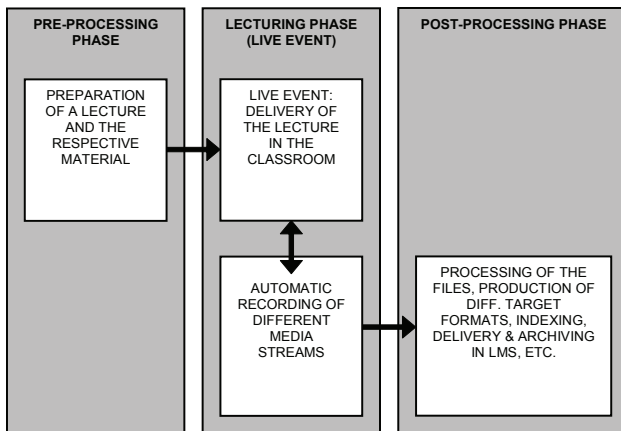 PRE-PROCESSING
PHASE
PREPARATION
OF A LECTURE
AND THE
RESPECTIVE
MATERIAL
LECTURING PHASE
(LIVE EVENT)
LIVE EVENT:
DELIVERY OF
THE LECTURE
IN THE
CLASSROOM
AUTOMATIC
RECORDING OF
DIFFERENT
MEDIA
STREAMS
POST-PROCESSING PHASE
PROCESSING OF THE
FILES, PRODUCTION OF
DIFF. TARGET
FORMATS, INDEXING,
DELIVERY & ARCHIVING
IN LMS, ETC.